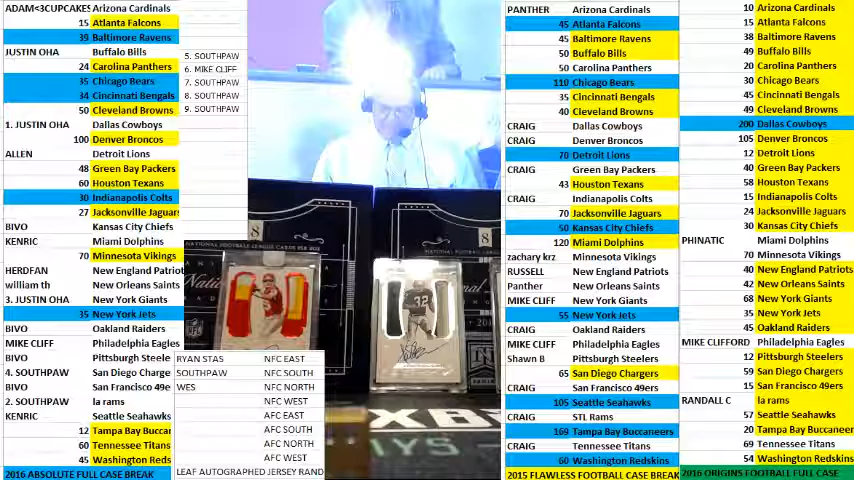 ADAM<3CUPCAKES Arizona Cardinals
15 Atlanta Falcons
39 Baltimore Ravens
JUSTIN OHA Buffalo Bills
24 Carolina Panthers
35 Chicago Bears
34 Cincinnati Bengals
50 Cleveland Browns
1. JUSTIN OHA Dallas Cowboys
100 Denver Broncos
ALLEN Detroit Lions
48 Green Bay Packers
60 Houston Texans
30 Indianapolis Colts
27 Jacksonville Jaguars
BIVO Kansas City Chiefs
KENRIC Miami Dolphins
70 Minnesota Vikings
HERDFAN New England Patriot
william th New Orleans Saints
3. JUSTIN OHA New York Giants
35 New York Jets
BIVO Oakland Raiders
MIKE CLIFF Philadelphia Eagles
BIVO Pittsburgh Steele
4. SOUTHPAW San Diego Charge
BIVO San Francisco 49e
2. SOUTHPAW la rams
KENRIC Seattle Seahawks
12 Tampa Bay Buccan
60 Tennessee Titans
45 Washington Reds
2016 ABSOLUTE FULL CASE BREAK
5. SOUTHPAW
6. MIKE CLIFF
7. SOUTHPAW
8. SOUTHPAW
9. SOUTHPAW
8
8
NFL
32
RYAN STAS NFC EAST
SOUTHPAW NFC SOUTH
WES NFC NORTH
NFC WEST
AFC EAST
AFC SOUTH
AFC NORTH
AFC WEST
LEAF AUTOGRAPHED JERSEY RAND
PANTHER Arizona Cardinals
45 Atlanta Falcons
45 Baltimore Ravens
50 Buffalo Bills
50 Carolina Panthers
110 Chicago Bears
35 Cincinnati Bengals
40 Cleveland Browns
CRAIG Dallas Cowboys
CRAIG Denver Broncos
70 Detroit Lions
CRAIG Green Bay Packers
43 Houston Texans
CRAIG Indianapolis Colts
70 Jacksonville Jaguars
50 Kansas City Chiefs
120 Miami Dolphins
zachary krz Minnesota Vikings
RUSSELL New England Patriots
Panther New Orleans Saints
MIKE CLIFF New York Giants
55 New York Jets
CRAIG Oakland Raiders
MIKE CLIFF Philadelphia Eagles
Shawn B Pittsburgh Steelers
65 San Diego Chargers
CRAIG San Francisco 49ers
105 Seattle Seahawks
CRAIG STL Rams
169 Tampa Bay Buccaneers
CRAIG Tennessee Titans
60 Washington Redskins
2015 FLAWLESS FOOTBALL CASE BREAK
10 Arizona Cardinals
15 Atlanta Falcons
38 Baltimore Ravens
49 Buffalo Bills
20 Carolina Panthers
30 Chicago Bears
45 Cincinnati Bengals
49 Cleveland Browns
200 Dallas Cowboys
105 Denver Broncos
12 Detroit Lions
40 Green Bay Packers
58 Houston Texans
15 Indianapolis Colts
24 Jacksonville Jaguars
30 Kansas City Chiefs
PHINATIC Miami Dolphins
70 Minnesota Vikings
40 New England Patriots
42 New Orleans Saints
68 New York Giants
35 New York Jets
45 Oakland Raiders
MIKE CLIFFORD Philadelphia Eagles
12 Pittsburgh Steelers
59 San Diego Chargers
15 San Francisco 49ers
RANDALL C la rams
57 Seattle Seahawks
20 Tampa Bay Buccaneer
69 Tennessee Titans
54 Washington Redskins
2016 ORIGINS FOOTBALL FULL CASE